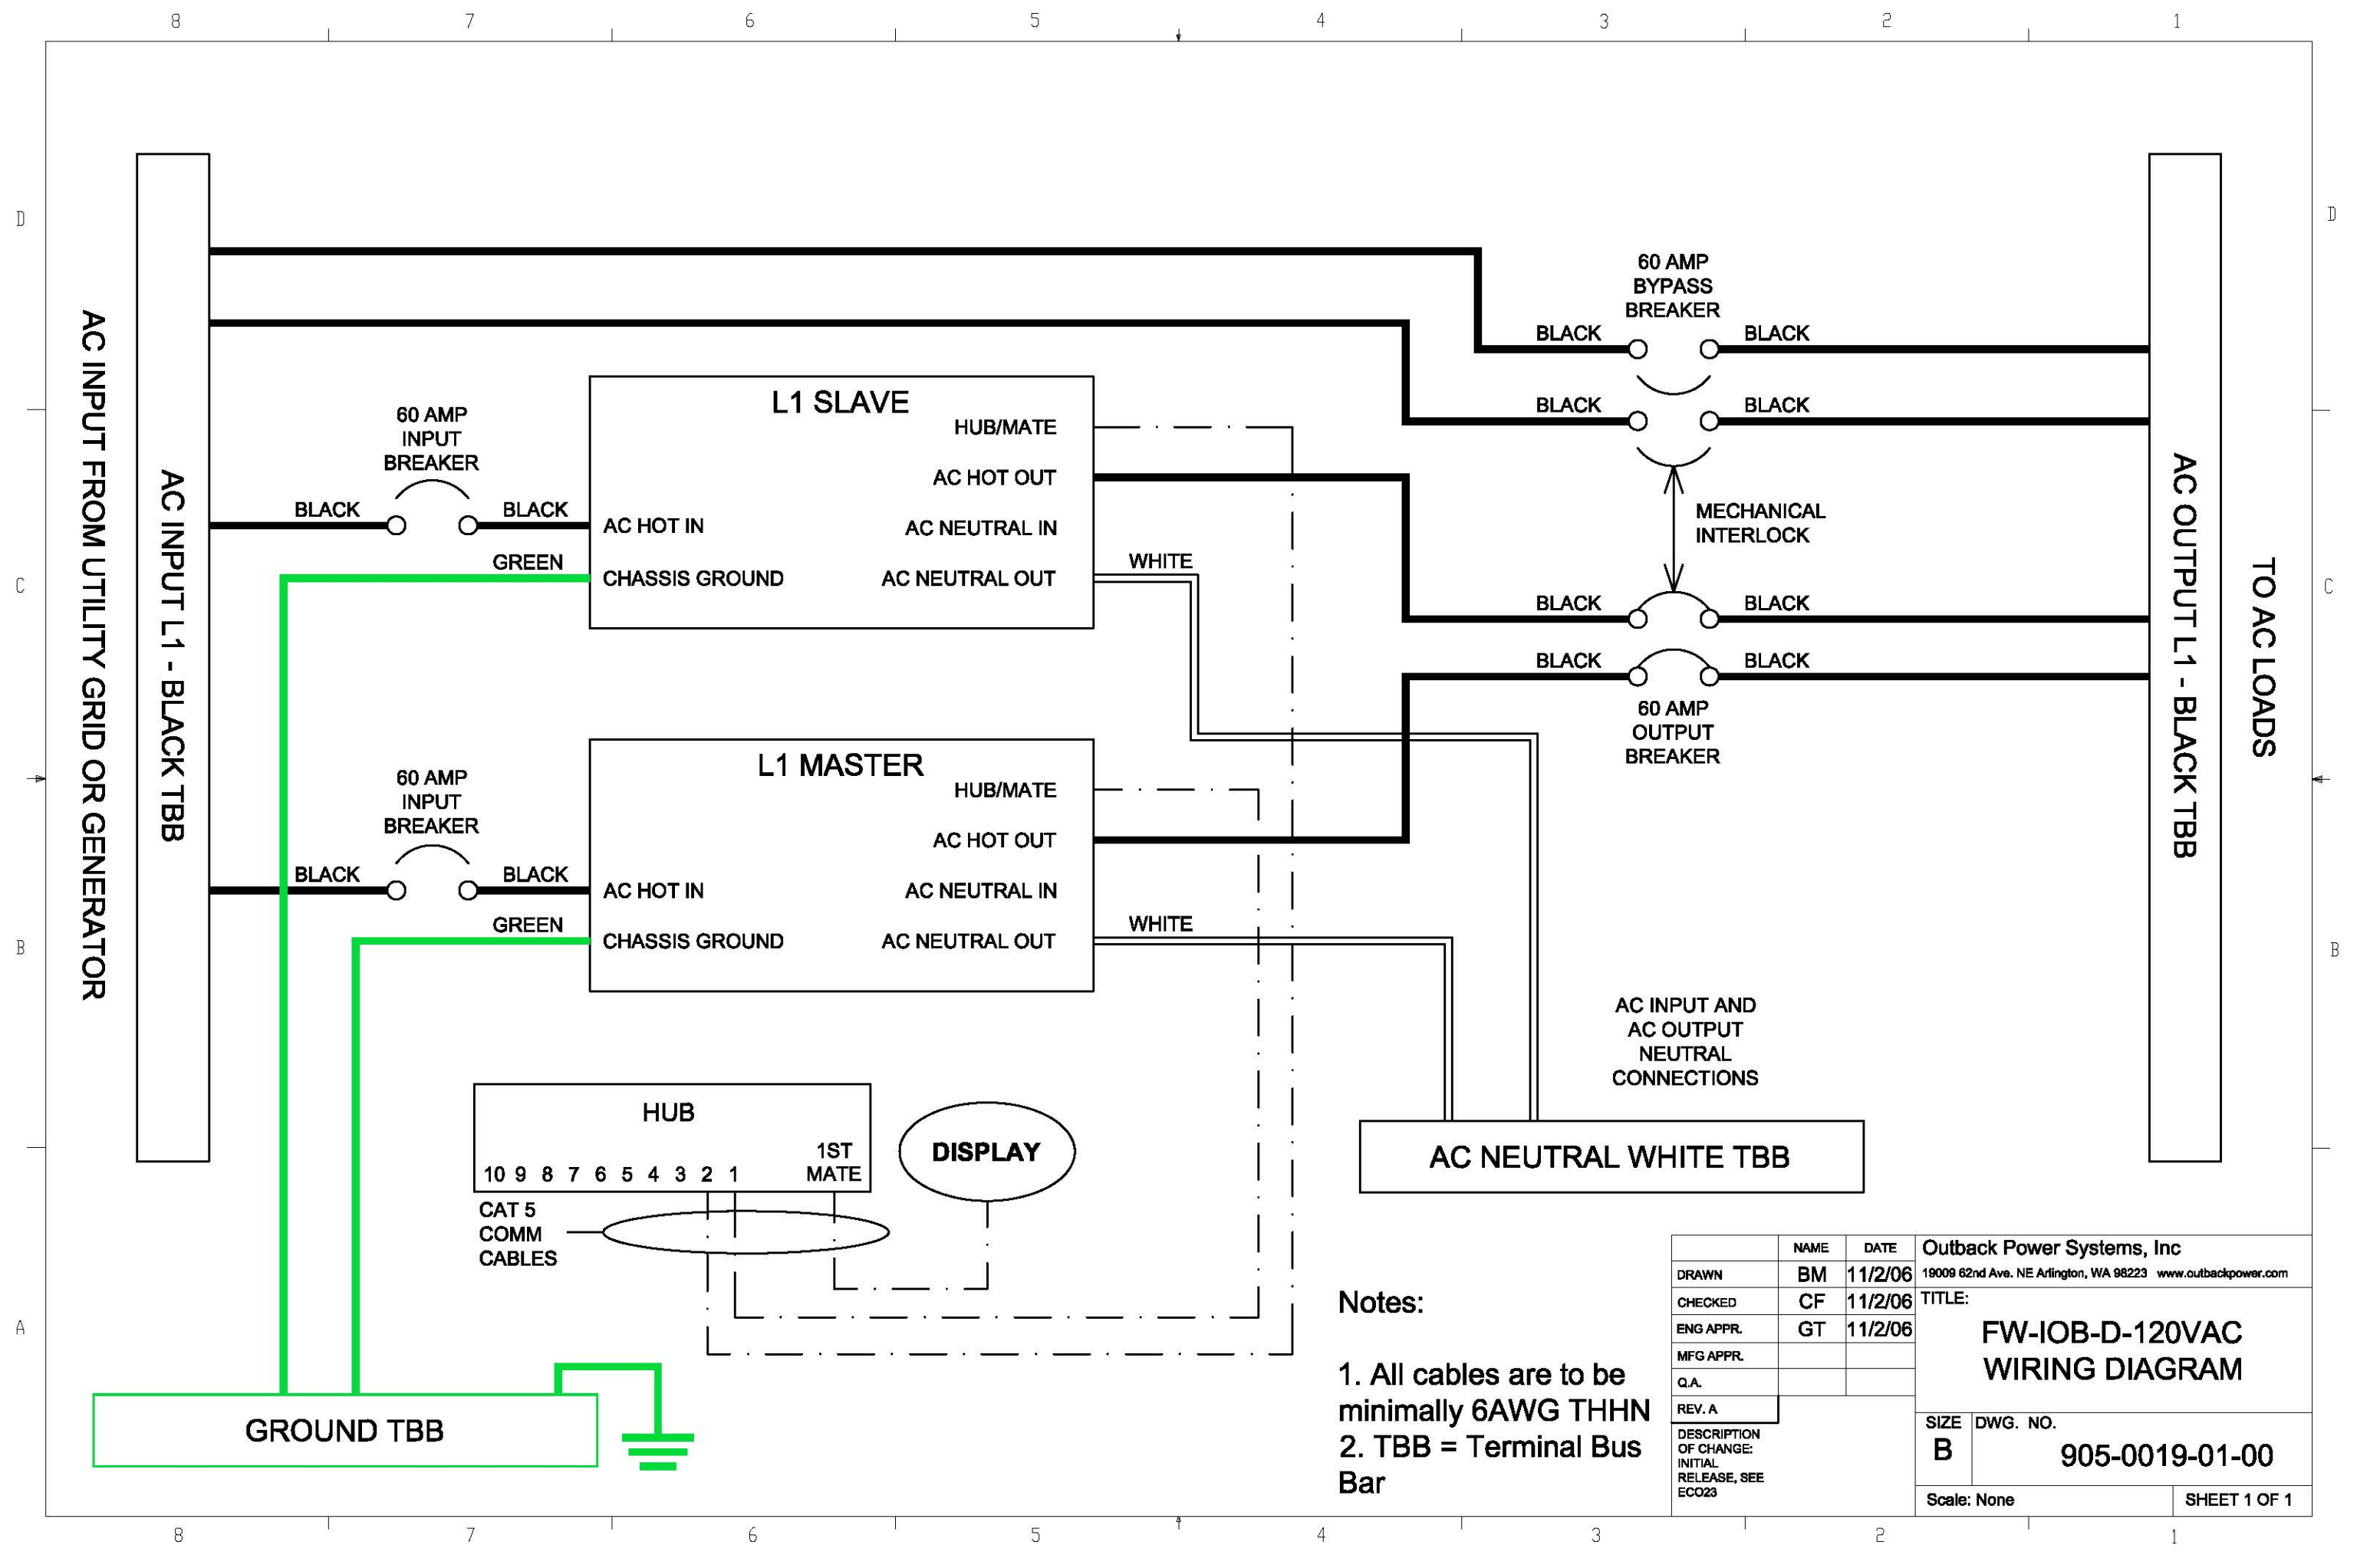 8 7 6 5 4 3 2 1
D
D
C
C
B
B
A
AC INPUT FROM UTILITY GRID OR GENERATOR
AC INPUT L1 - BLACK TBB
60 AMP
INPUT
BREAKER
BLACK
BLACK
GREEN
L1 SLAVE
HUB/MATE
AC HOT OUT
AC HOT IN
AC NEUTRAL IN
CHASSIS GROUND
AC NEUTRAL OUT
WHITE
60 AMP
INPUT
BREAKER
BLACK
BLACK
GREEN
L1 MASTER
HUB/MATE
AC HOT OUT
AC HOT IN
AC NEUTRAL IN
CHASSIS GROUND
AC NEUTRAL OUT
WHITE
60 AMP
BYPASS
BREAKER
BLACK
BLACK
BLACK
BLACK
MECHANICAL
INTERLOCK
BLACK
BLACK
BLACK
BLACK
60 AMP
OUTPUT
BREAKER
AC OUTPUT L1 - BLACK TBB
TO AC LOADS
AC INPUT AND
AC OUTPUT
NEUTRAL
CONNECTIONS
AC NEUTRAL WHITE TBB
HUB
1ST
10 9 8 7 6 5 4 3 2 1 MATE
DISPLAY
CAT 5
COMM
CABLES
GROUND TBB
Notes:
1. All cables are to be
minimally 6AWG THHN
2. TBB = Terminal Bus
Bar
NAME DATE
DRAWN BM 11/2/06
CHECKED CF 11/2/06
ENG APPR. GT 11/2/06
MFG APPR.
Q.A.
REV. A
DESCRIPTION
OF CHANGE:
INITIAL
RELEASE, SEE
ECO23
Outback Power Systems, Inc
19009 62nd Ave. NE Arlington, WA 98223 www.outbackpower.com
TITLE:
FW-IOB-D-120VAC
WIRING DIAGRAM
SIZE DWG. NO.
B 905-0019-01-00
Scale: None SHEET 1 OF 1
8 7 6 5 4 3 2 1